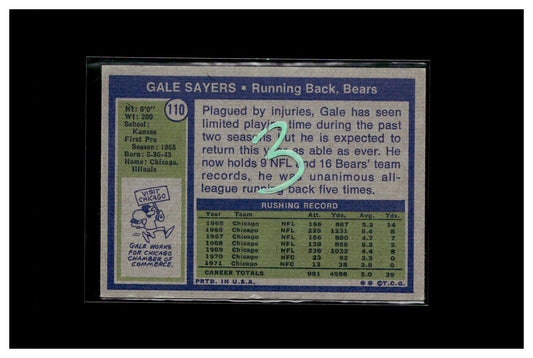 GALE SAYERS • Running Back, Bears
110
Ht: 6'0"
Wt: 200
School:
Kansas
First Pro
Season: 1965
Born: 5-30-43
Home: Chicago,
Illinois
Plagued by injuries, Gale has seen
limited playing time during the past
two seasons but he is expected to
return this year as able as ever. He
now holds 9 NFL and 16 Bears' team
records, he was unanimous all-
league running back five times.
3
VISIT
CHICAGO
GALE WORKS
FOR CHICAGO
CHAMBER OF
COMMERCE.
RUSHING RECORD
Year Team Att. Yds. Avg. Tds.
1965 Chicago NFL 166 867 5.2 14
1966 Chicago NFL 229 1231 5.4 8
1967 Chicago NFL 186 880 4.7 7
1968 Chicago NFL 138 856 6.2 2
1969 Chicago NFL 236 1032 4.4 8
1970 Chicago NFC 23 52 2.3 0
1971 Chicago NFC 13 38 2.9 0
CAREER TOTALS 991 4956 5.0 39
PRTD. IN U.S.A.
© T.C.G.